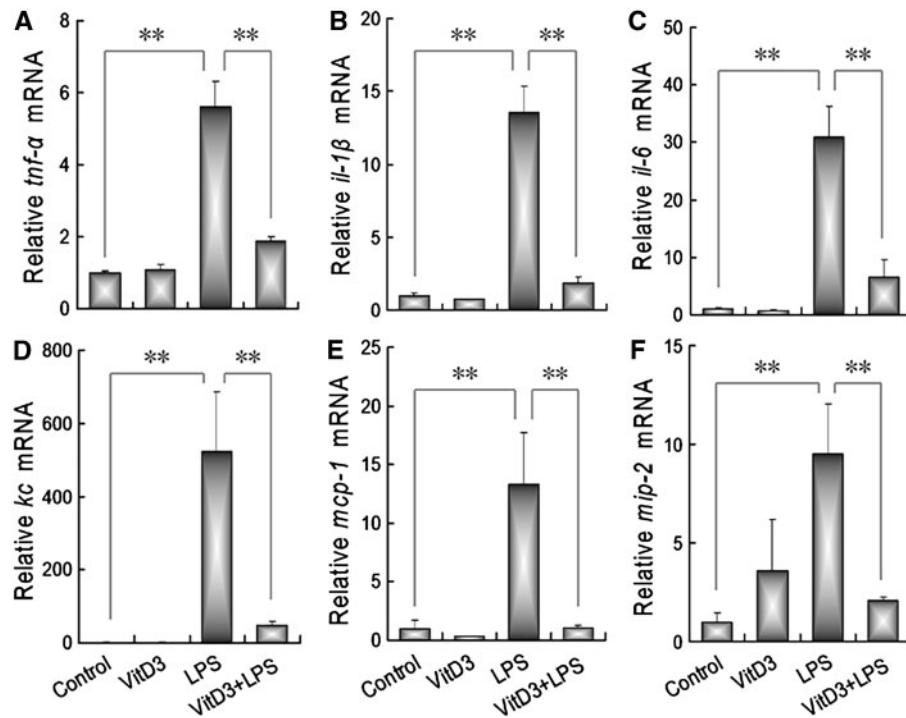 A
Relative tnf-α mRNA
8
6
4
2
0
** **
B
Relative il-1β mRNA
20
15
10
5
0
** **
C
Relative il-6 mRNA
50
40
30
20
10
0
** **
D
Relative kc mRNA
800
600
400
200
0
** **
Control VitD3 LPS VitD3+LPS
E
Relative mcp-1 mRNA
25
20
15
10
5
0
** **
Control VitD3 LPS VitD3+LPS
F
Relative mip-2 mRNA
15
10
5
0
** **
Control VitD3 LPS VitD3+LPS